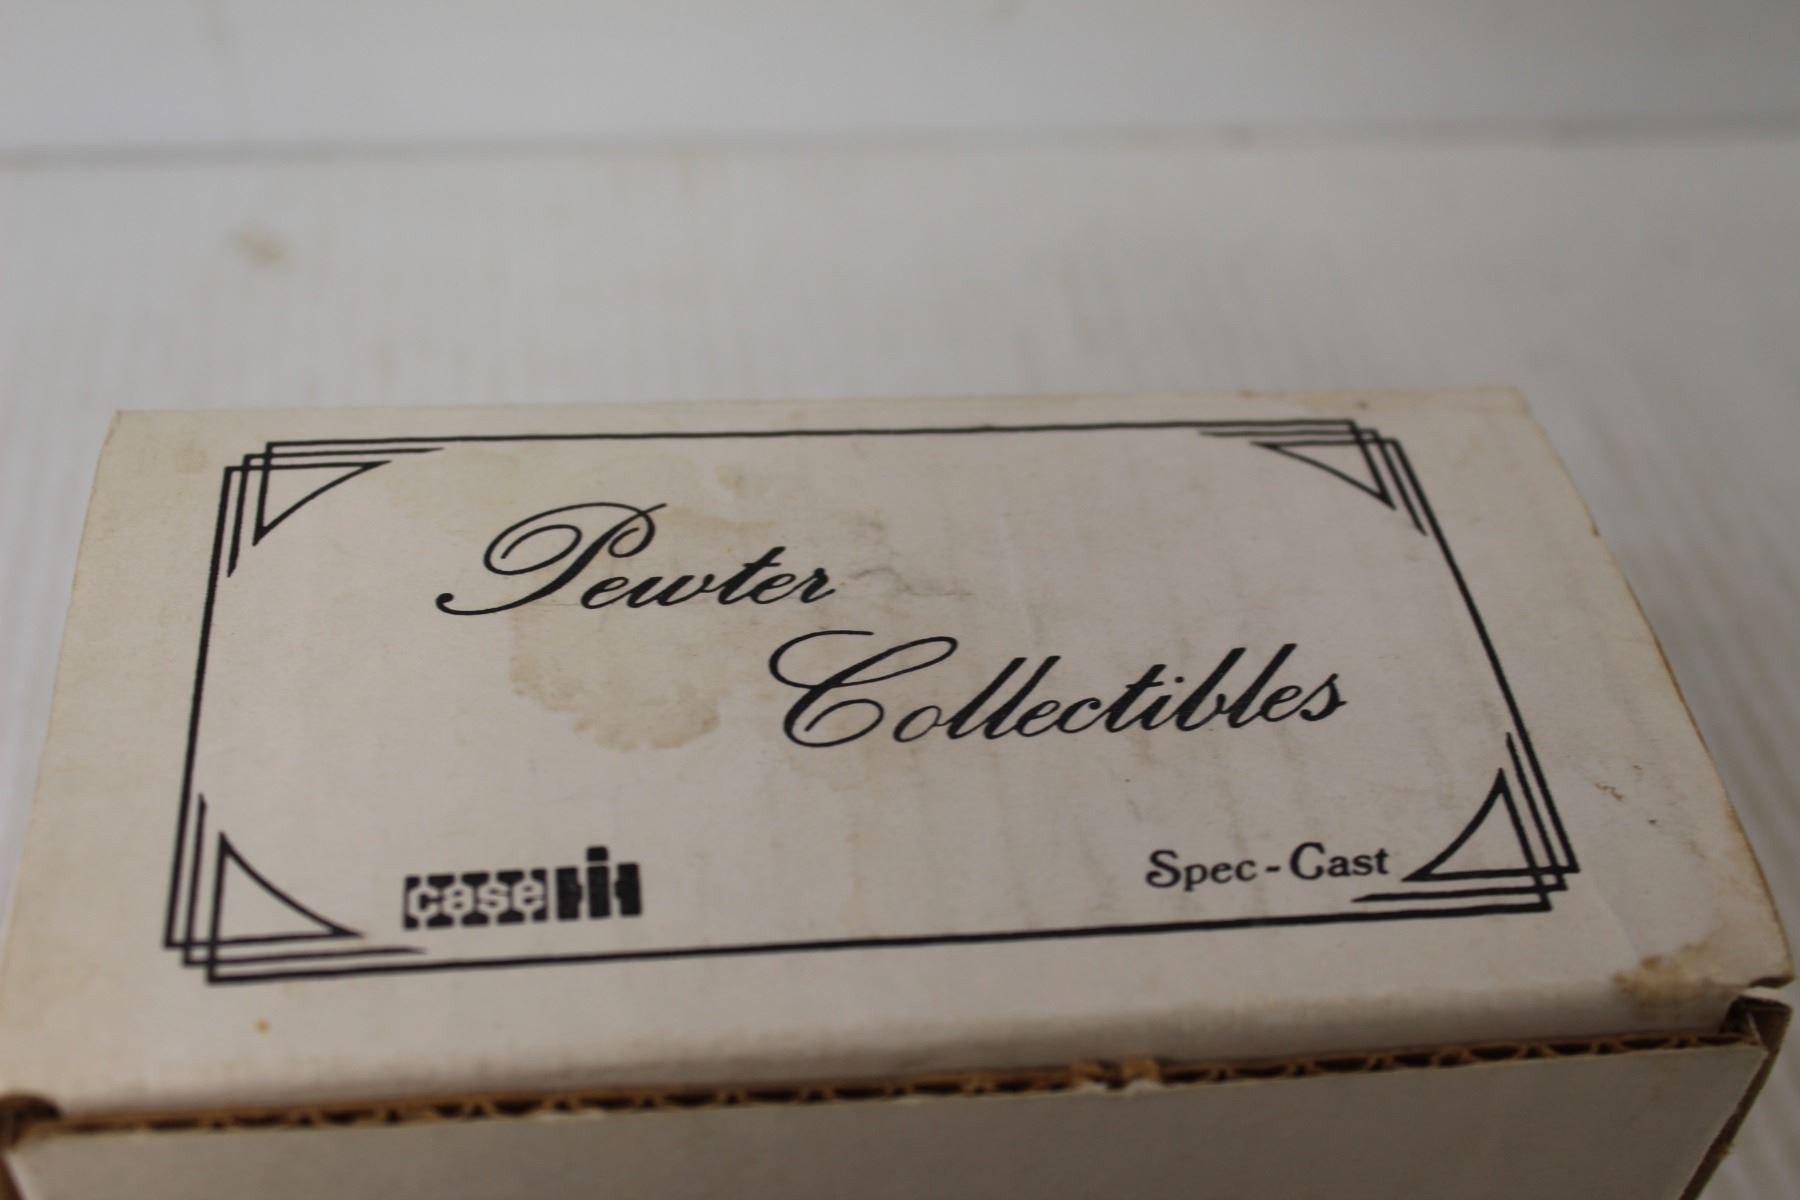 Pewter
Collectibles
case IH
Spec-Cast